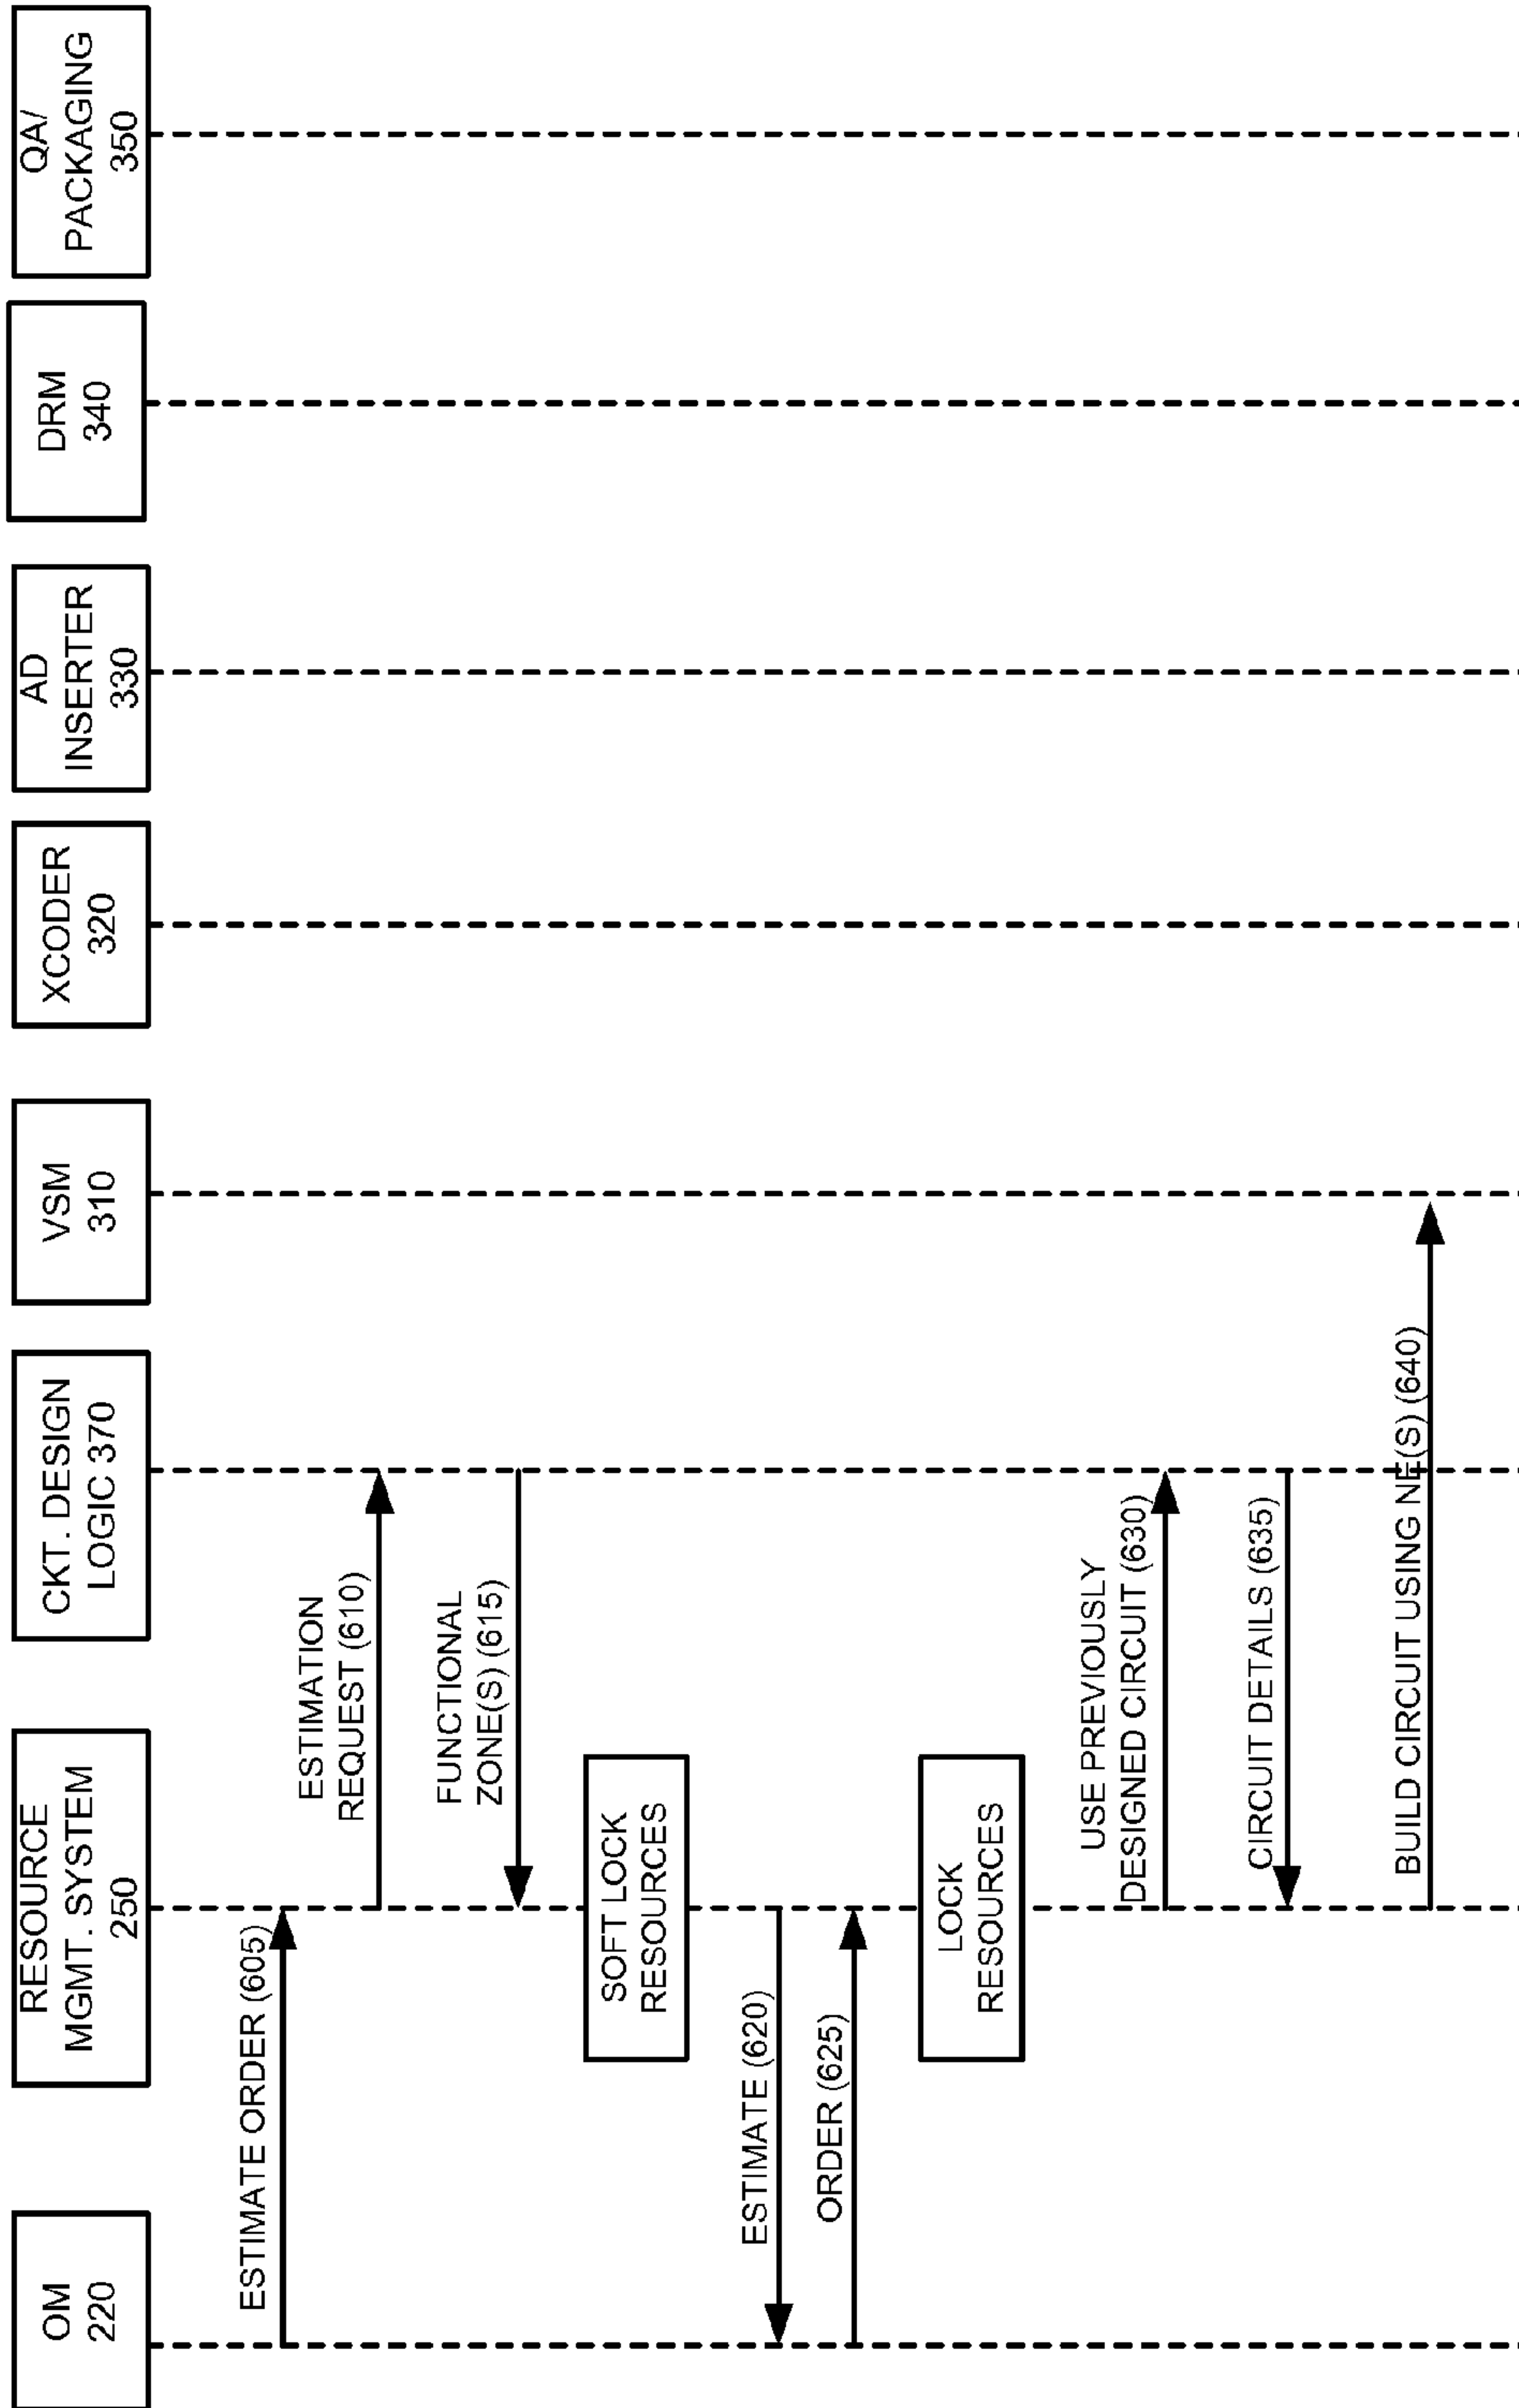 OM
220
RESOURCE
MGMT. SYSTEM
250
CKT. DESIGN
LOGIC 370
VSM
310
XCODER
320
AD
INSERTER
330
DRM
340
QA/
PACKAGING
350
ESTIMATE ORDER (605)
ESTIMATION
REQUEST (610)
FUNCTIONAL
ZONE(S) (615)
SOFT LOCK
RESOURCES
ESTIMATE (620)
ORDER (625)
LOCK
RESOURCES
USE PREVIOUSLY
DESIGNED CIRCUIT (630)
CIRCUIT DETAILS (635)
BUILD CIRCUIT USING NE(S) (640)